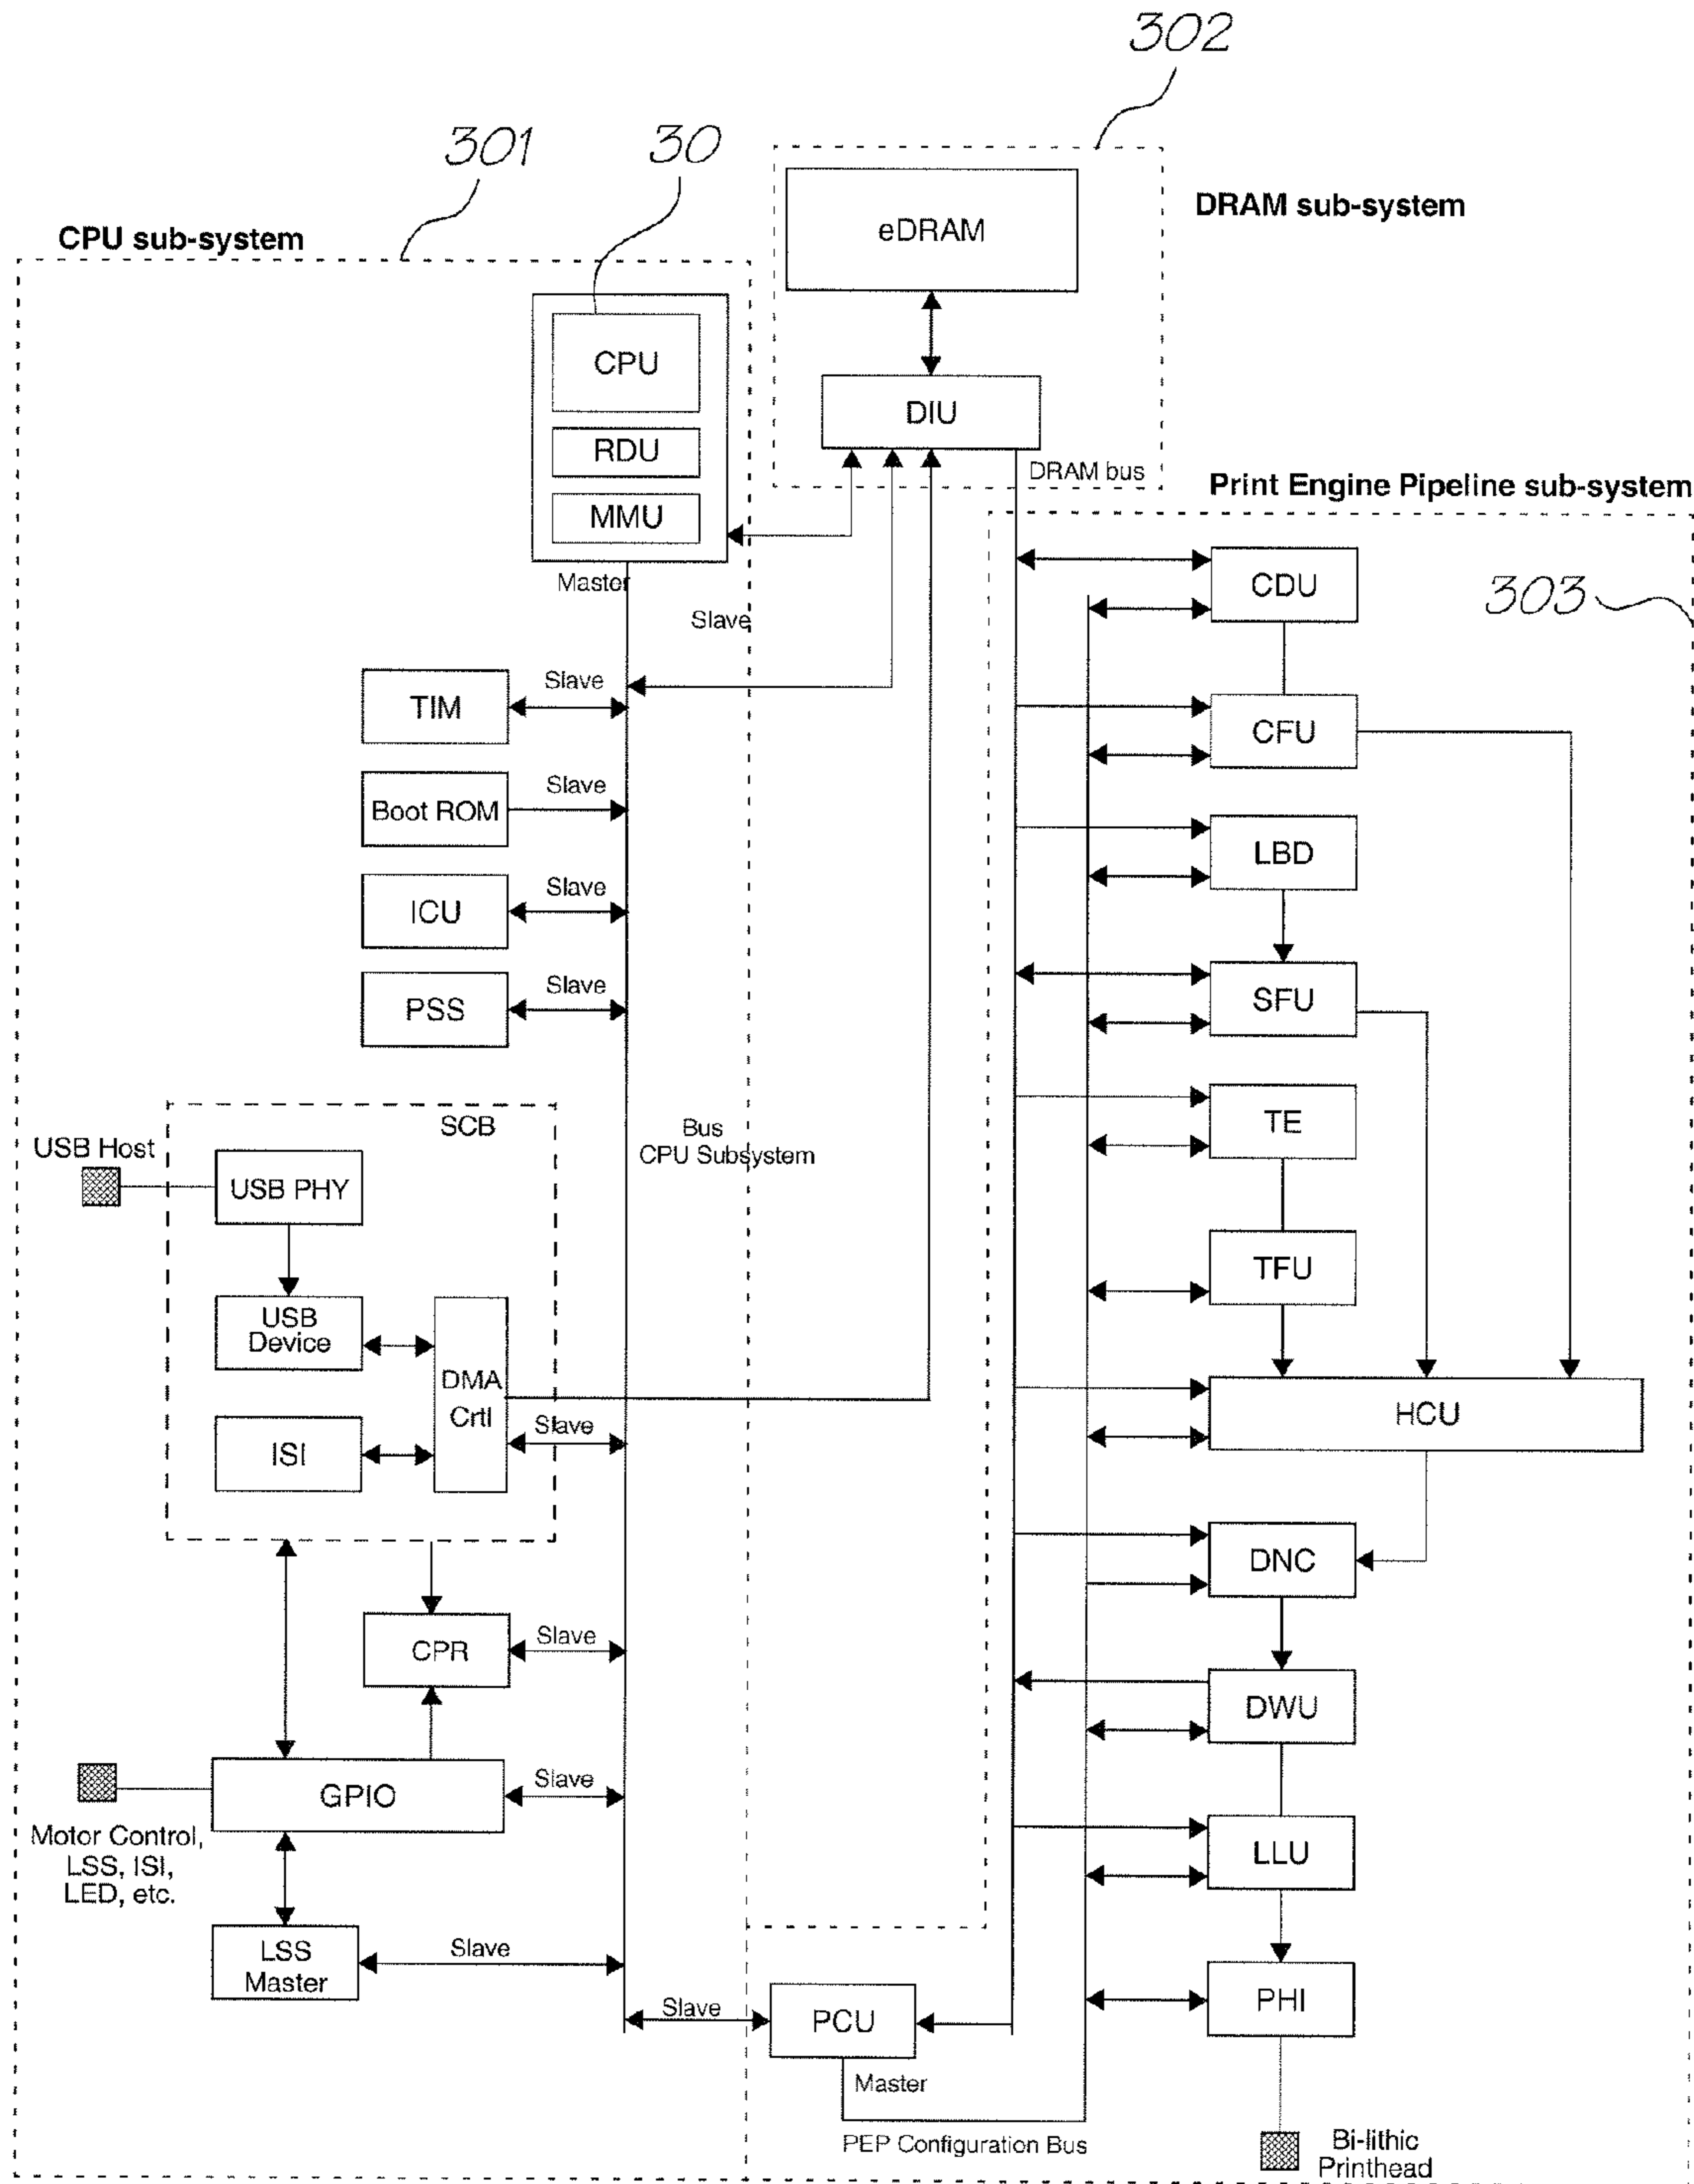 302
301
30
CPU sub-system
DRAM sub-system
eDRAM
CPU
DIU
RDU
MMU
DRAM bus
Print Engine Pipeline sub-system
Master
Slave
303
CDU
TIM
Slave
CFU
Boot ROM
Slave
LBD
ICU
Slave
PSS
Slave
SFU
SCB
TE
USB Host
USB PHY
Bus
CPU Subsystem
TFU
USB
Device
DMA
Crtl
Slave
HCU
ISI
DNC
CPR
Slave
DWU
GPIO
Slave
Motor Control,
LSS, ISI,
LED, etc.
LLU
LSS
Master
Slave
PHI
Slave
PCU
Master
PEP Configuration Bus
Bi-lithic
Printhead